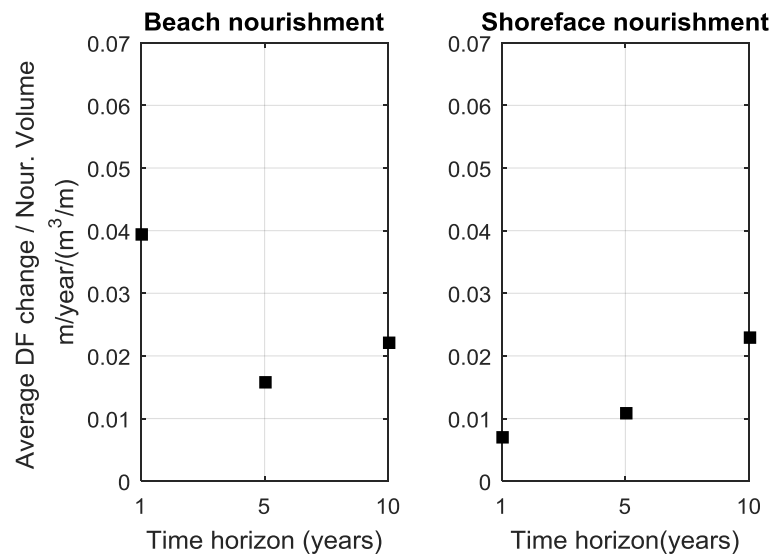 Beach nourishment
Shoreface nourishment
Average DF change / Nour. Volume
m/year/(m³/m)
0.07
0.06
0.05
0.04
0.03
0.02
0.01
0
1 5 10
Time horizon (years)
0.07
0.06
0.05
0.04
0.03
0.02
0.01
0
1 5 10
Time horizon(years)